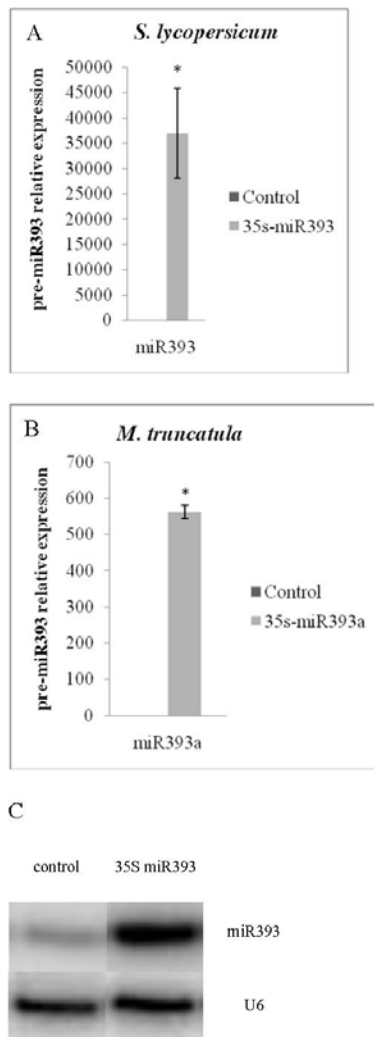 A
S. lycopersicum
pre-miR393 relative expression
50000
45000
40000
35000
30000
25000
20000
15000
10000
5000
0
*
miR393
Control
35s-miR393
B
M. truncatula
pre-miR393 relative expression
700
600
500
400
300
200
100
0
*
miR393a
Control
35s-miR393a
C
control 35S miR393
miR393
U6